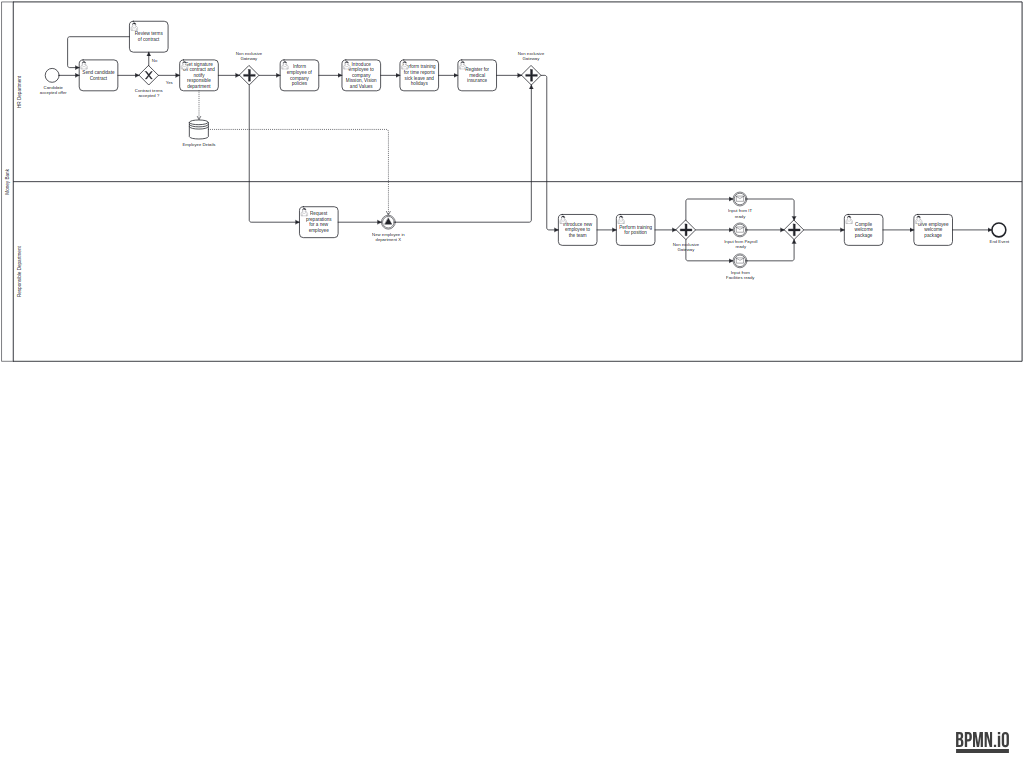 Money Bank
HR Department
Responsible Department
Candidate
accepted offer
Send candidate
Contract
Review terms
of contract
No
Contract terms
accepted ?
Yes
Get signature
on contract and
notify
responsible
department
Employee Details
Non exclusive
Gateway
Inform
employee of
company
policies
Introduce
employee to
company
Mission, Vision
and Values
Perform training
for time reports
sick leave and
holidays
Register for
medical
insurance
Non exclusive
Gateway
Request
preparations
for a new
employee
New employee in
department X
Introduce new
employee to
the team
Perform training
for position
Non exclusive
Gateway
Input from IT
ready
Input from Payroll
ready
Input from
Facilities ready
Compile
welcome
package
Give employee
welcome
package
End Event
BPMN.iO